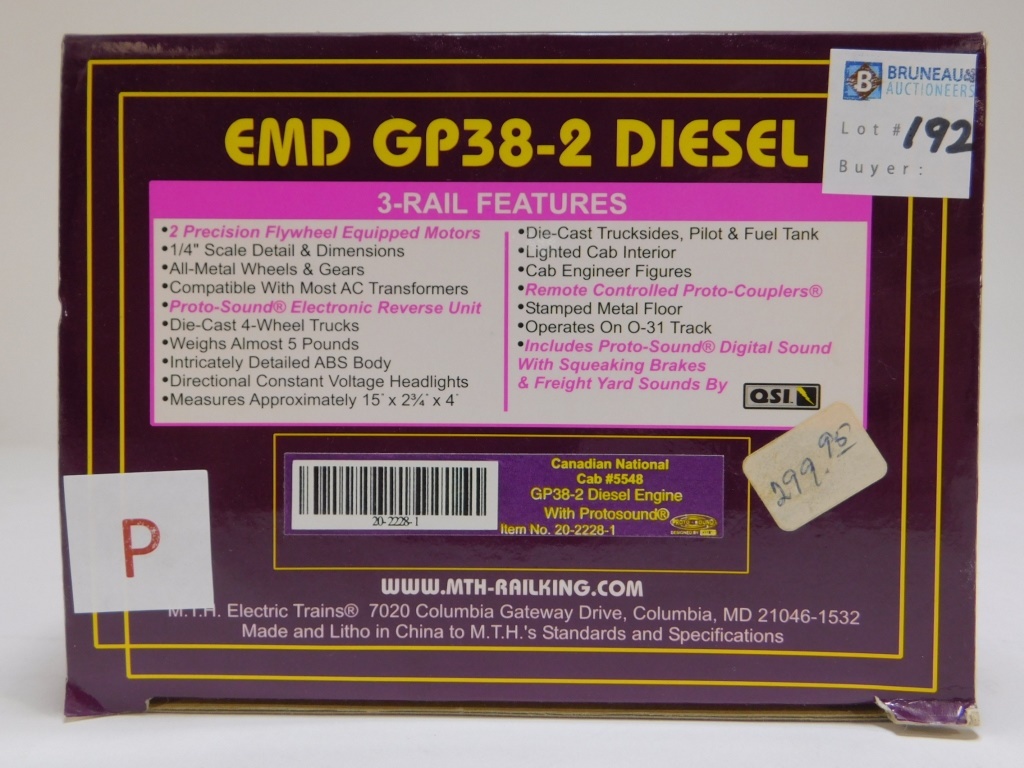 BRUNEAU&
AUCTIONEERS
Lot # 192
Buyer:
EMD GP38-2 DIESEL
3-RAIL FEATURES
•2 Precision Flywheel Equipped Motors
•1/4" Scale Detail & Dimensions
•All-Metal Wheels & Gears
•Compatible With Most AC Transformers
•Proto-Sound® Electronic Reverse Unit
•Die-Cast 4-Wheel Trucks
•Weighs Almost 5 Pounds
•Intricately Detailed ABS Body
•Directional Constant Voltage Headlights
•Measures Approximately 15" x 2¾" x 4"
•Die-Cast Trucksides, Pilot & Fuel Tank
•Lighted Cab Interior
•Cab Engineer Figures
•Remote Controlled Proto-Couplers®
•Stamped Metal Floor
•Operates On O-31 Track
•Includes Proto-Sound® Digital Sound
With Squeaking Brakes
& Freight Yard Sounds By
QSI
299.95
Canadian National
Cab #5548
GP38-2 Diesel Engine
With Protosound®
Item No. 20-2228-1
20-2228-1
PROTO-SOUND
P
WWW.MTH-RAILKING.COM
M.T.H. Electric Trains® 7020 Columbia Gateway Drive, Columbia, MD 21046-1532
Made and Litho in China to M.T.H.'s Standards and Specifications